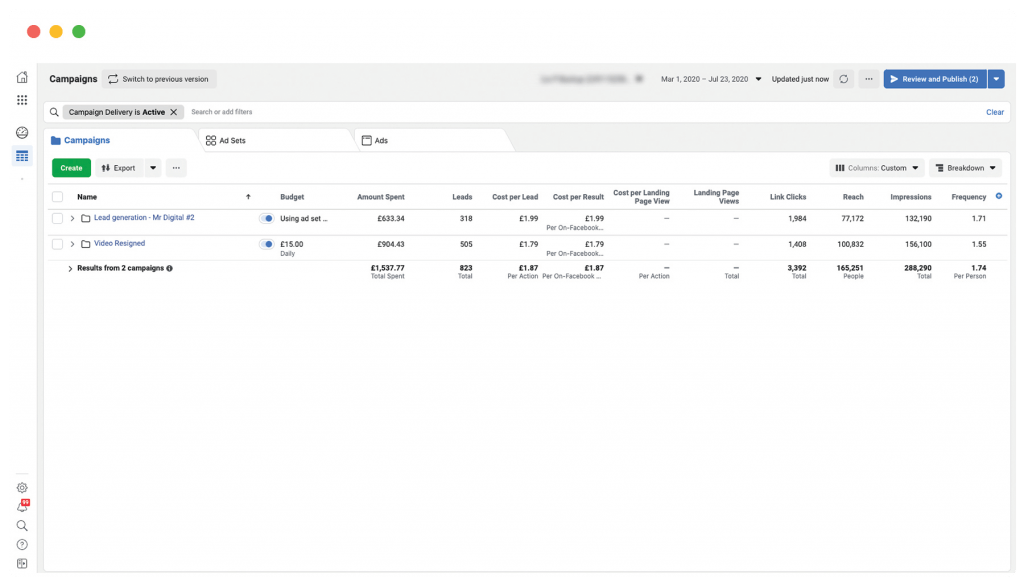 Campaigns Switch to previous version Mar 1, 2020 – Jul 23, 2020 Updated just now ... Review and Publish (2)
Campaign Delivery is Active Search or add filters Clear
Campaigns Ad Sets Ads
Create Export ... Columns: Custom Breakdown
Name Budget Amount Spent Leads Cost per Lead Cost per Result Cost per Landing Page View Landing Page Views Link Clicks Reach Impressions Frequency
Lead generation - Mr Digital #2 Using ad set ... £633.34 318 £1.99 £1.99 — — 1,984 77,172 132,190 1.71
Per On-Facebook...
Video Resigned £15.00 £904.43 505 £1.79 £1.79 — — 1,408 100,832 156,100 1.55
Daily Per On-Facebook...
Results from 2 campaigns £1,537.77 823 £1.87 £1.87 — — 3,392 165,251 288,290 1.74
Total Spent Total Per Action Per On-Facebook ... Per Action Total Total People Total Per Person